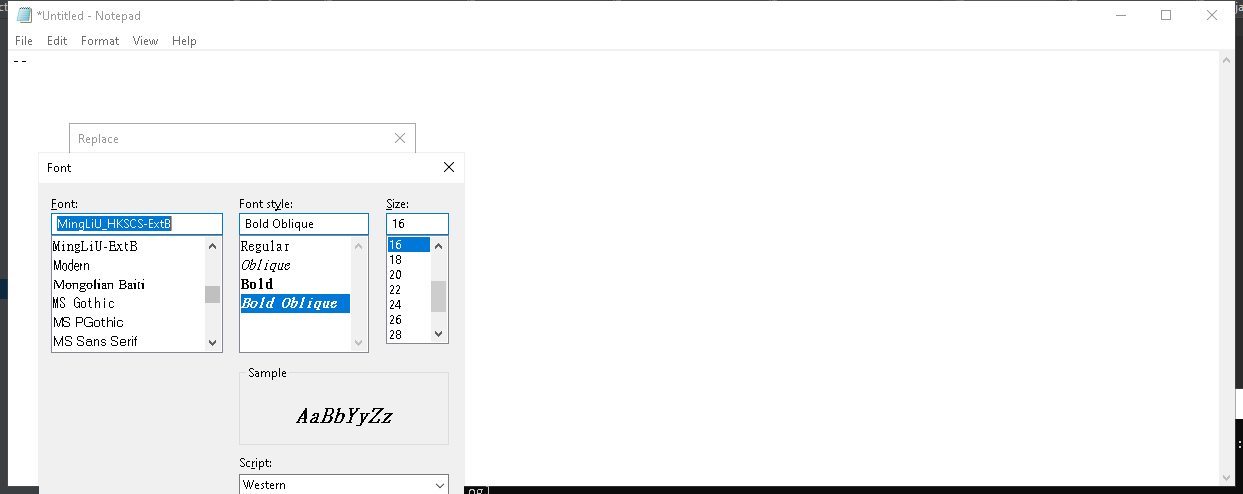 *Untitled - Notepad
File Edit Format View Help
--
Replace
Font
Font: Font style: Size:
MingLiU_HKSCS-ExtB Bold Oblique 16
MingLiU-ExtB Regular 16
Modern Oblique 18
Mongolian Baiti Bold 20
MS Gothic Bold Oblique 22
MS PGothic 24
MS Sans Serif 26
28
Sample
AaBbYyZz
Script:
Western